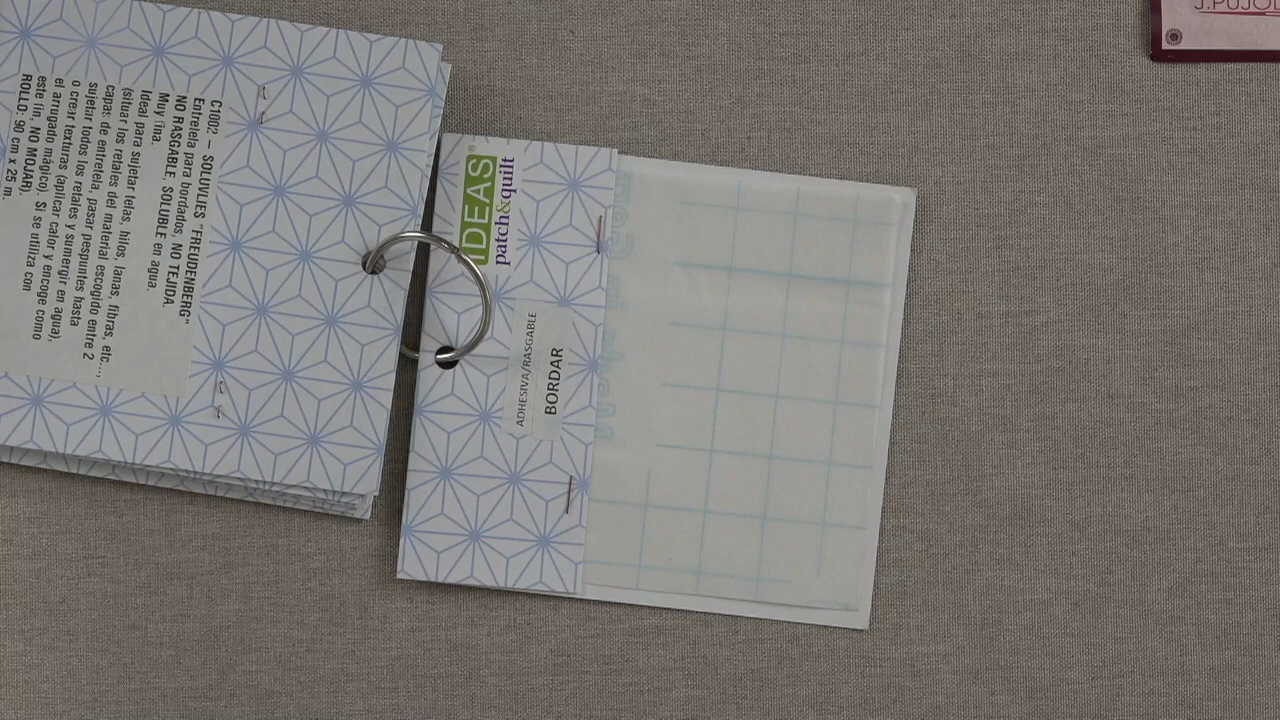 C1002 – SOLUVLIES "FREUDENBERG"
Entretela para bordados. NO TEJIDA.
NO RASGABLE. SOLUBLE en agua.
Muy fina.
Ideal para sujetar telas, hilos, lanas, fibras, etc...,
(situar los retales del material escogido entre 2
capas de entretela, pasar pespuntes hasta
sujetar todos los retales y sumergir en agua),
o crear texturas (aplicar calor y encoge como
el arrugado mágico). Si se utiliza con
este fin, NO MOJAR).
ROLLO: 90 cm x 25 m.
IDEAS®
patch&quilt
ADHESIVA/RASGABLE
BORDAR
J.PUJOL